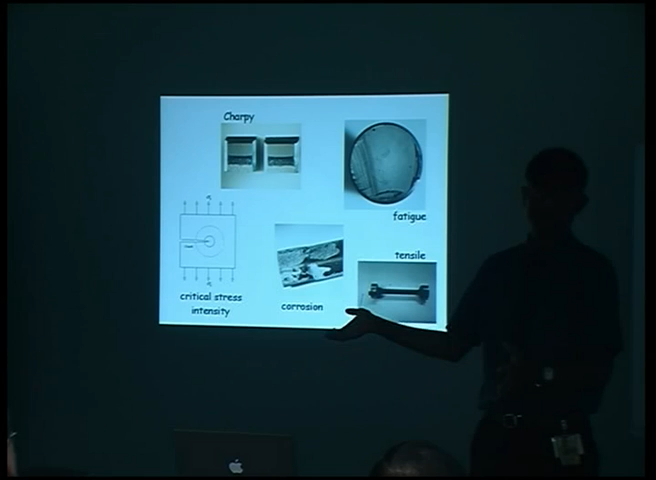 Charpy
fatigue
tensile
critical stress
intensity
corrosion